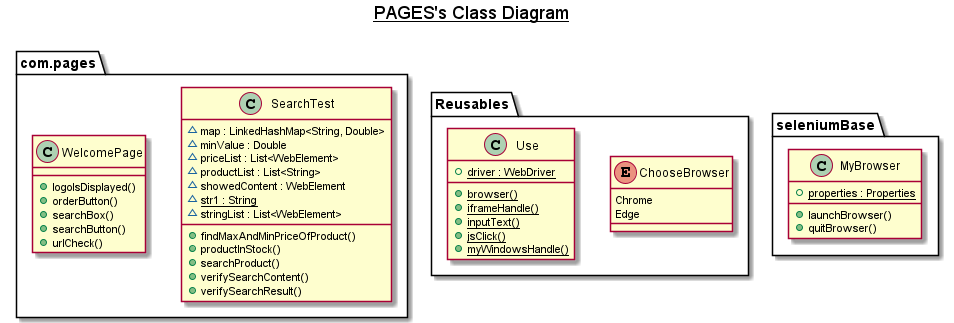 PAGES's Class Diagram
com.pages
C WelcomePage
logoIsDisplayed()
orderButton()
searchBox()
searchButton()
urlCheck()
C SearchTest
map : LinkedHashMap<String, Double>
minValue : Double
priceList : List<WebElement>
productList : List<String>
showedContent : WebElement
str1 : String
stringList : List<WebElement>
findMaxAndMinPriceOfProduct()
productInStock()
searchProduct()
verifySearchContent()
verifySearchResult()
Reusables
C Use
driver : WebDriver
browser()
iframeHandle()
inputText()
jsClick()
myWindowsHandle()
E ChooseBrowser
Chrome
Edge
seleniumBase
C MyBrowser
properties : Properties
launchBrowser()
quitBrowser()